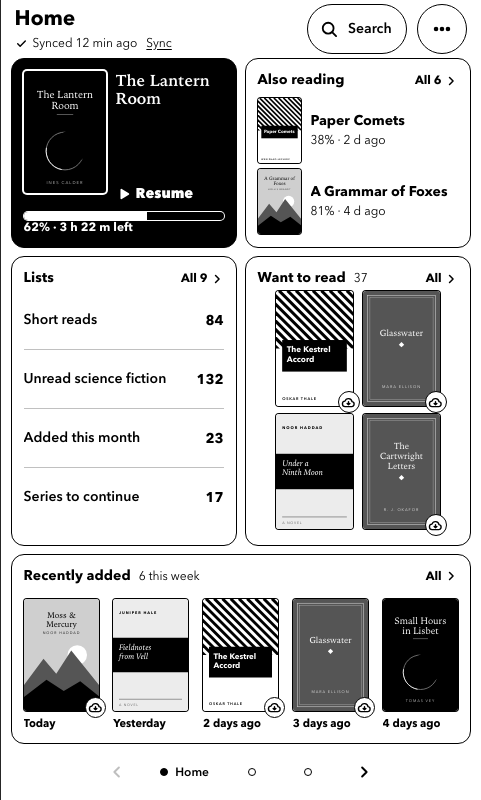 Home
Synced 12 min ago Sync
Search
The Lantern
Room
INES CALDER
The Lantern
Room
Resume
62% · 3 h 22 m left
Also reading All 6
Paper Comets
Paper Comets
38% · 2 d ago
A Grammar of
Foxes
A Grammar of Foxes
81% · 4 d ago
Lists All 9
Short reads 84
Unread science fiction 132
Added this month 23
Series to continue 17
Want to read 37 All
The Kestrel
Accord
OSKAR THALE
Glasswater
MARA ELLISON
NOOR HADDAD
Under a
Ninth Moon
A NOVEL
The
Cartwright
Letters
R. J. OKAFOR
Recently added 6 this week All
Moss &
Mercury
NOOR HADDAD
Today
JUNIPER HALE
Fieldnotes
from Vell
A NOVEL
Yesterday
The Kestrel
Accord
OSKAR THALE
2 days ago
Glasswater
MARA ELLISON
3 days ago
Small Hours
in Lisbet
TOMAS VEY
4 days ago
Home